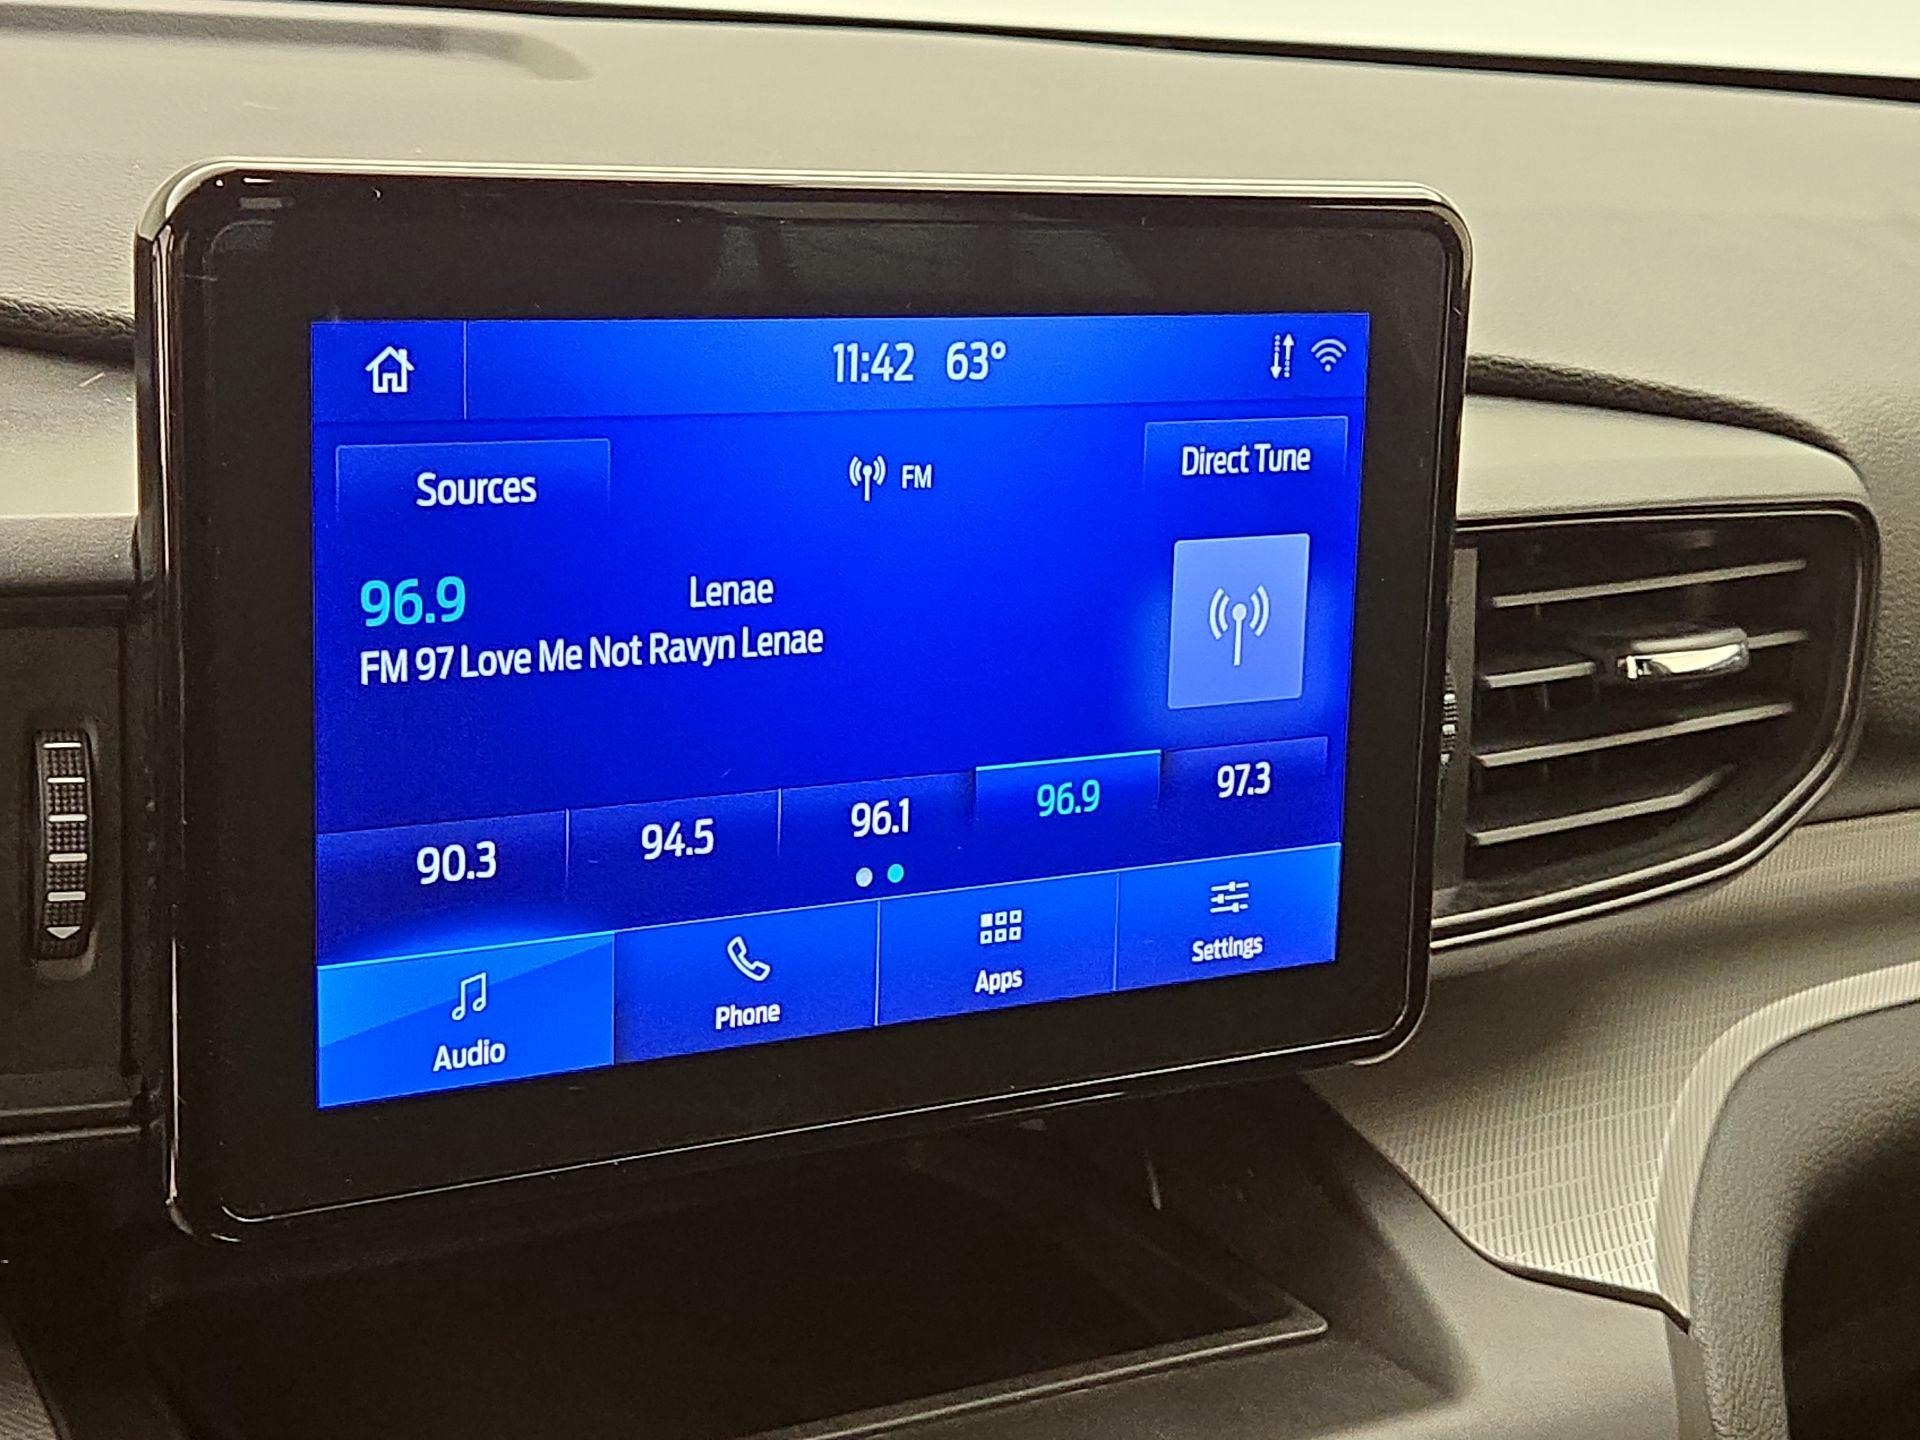 11:42 63°
Sources
FM
Direct Tune
96.9
Lenae
FM 97 Love Me Not Ravyn Lenae
90.3
94.5
96.1
96.9
97.3
Audio
Phone
Apps
Settings